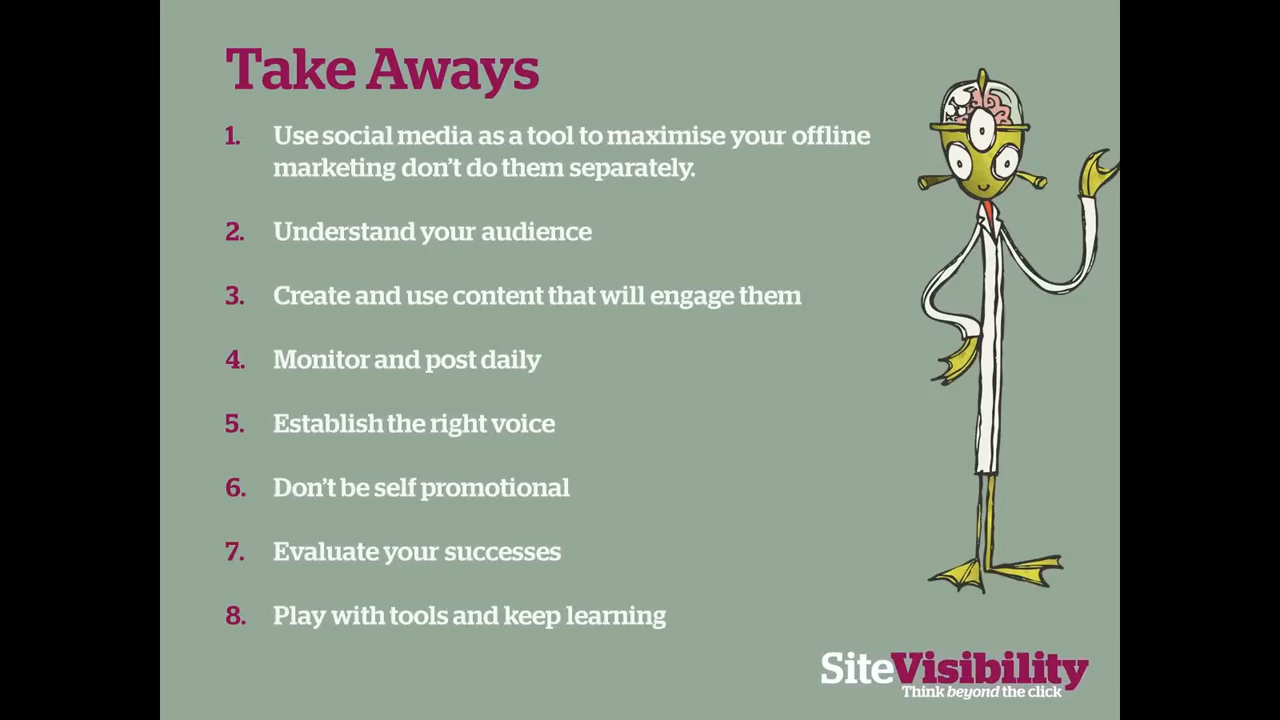 Take Aways
1. Use social media as a tool to maximise your offline
marketing don't do them separately.
2. Understand your audience
3. Create and use content that will engage them
4. Monitor and post daily
5. Establish the right voice
6. Don't be self promotional
7. Evaluate your successes
8. Play with tools and keep learning
SiteVisibility
Think beyond the click